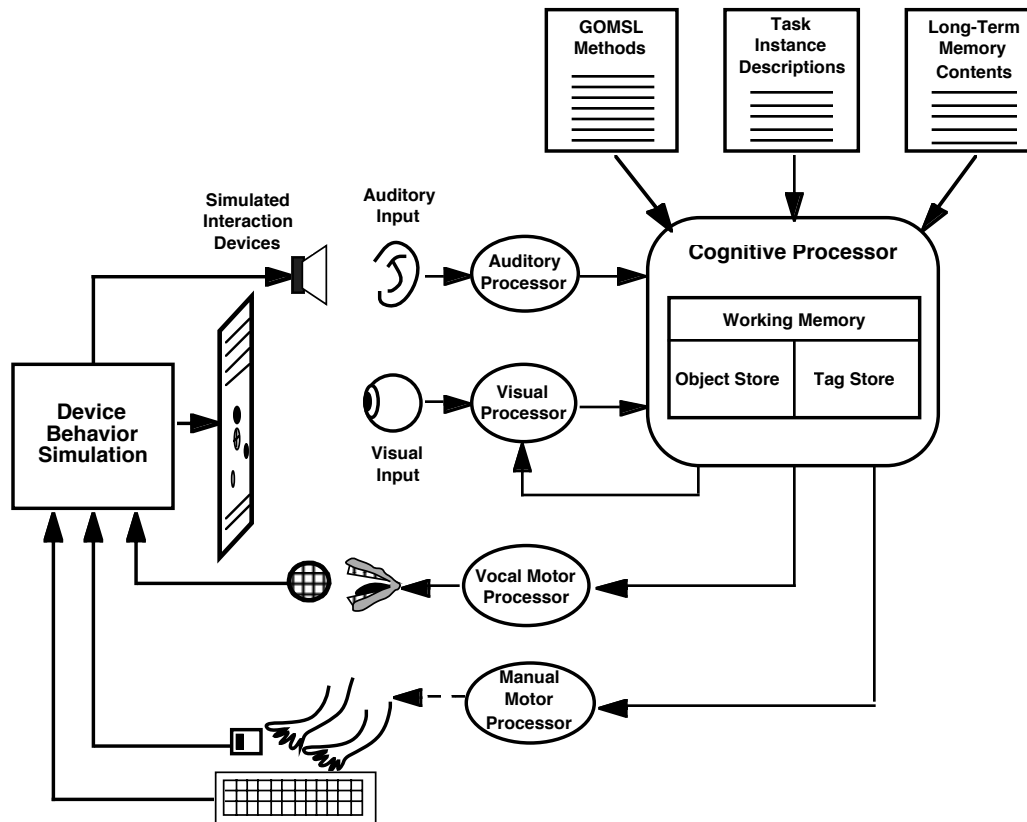 GOMSL
Methods
Task
Instance
Descriptions
Long-Term
Memory
Contents
Simulated
Interaction
Devices
Auditory
Input
Auditory
Processor
Cognitive Processor
Working Memory
Object Store
Tag Store
Device
Behavior
Simulation
Visual
Processor
Visual
Input
Vocal Motor
Processor
Manual
Motor
Processor